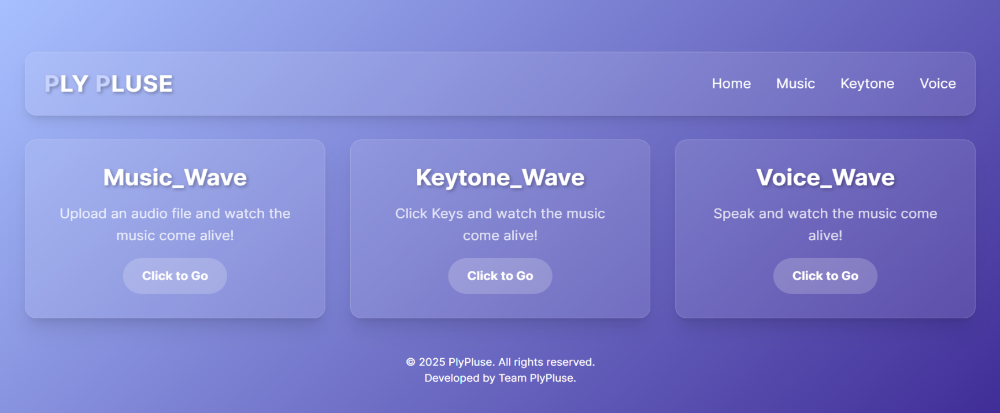 PLY PLUSE
Home Music Keytone Voice
Music_Wave
Upload an audio file and watch the
music come alive!
Click to Go
Keytone_Wave
Click Keys and watch the music
come alive!
Click to Go
Voice_Wave
Speak and watch the music come
alive!
Click to Go
© 2025 PlyPluse. All rights reserved.
Developed by Team PlyPluse.